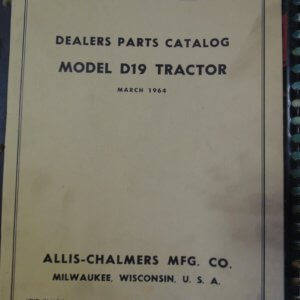 DEALERS PARTS CATALOG
MODEL D19 TRACTOR
MARCH 1964
ALLIS-CHALMERS MFG. CO.
MILWAUKEE, WISCONSIN, U. S. A.